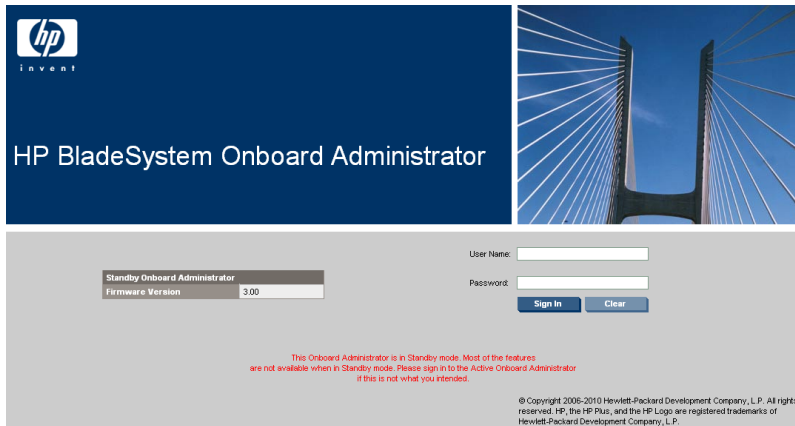 hp
invent
HP BladeSystem Onboard Administrator
User Name:
Standby Onboard Administrator
Firmware Version 3.00
Password:
Sign In Clear
This Onboard Administrator is in Standby mode. Most of the features
are not available when in Standby mode. Please sign in to the Active Onboard Administrator
if this is not what you intended.
© Copyright 2006-2010 Hewlett-Packard Development Company, L.P. All rights
reserved. HP, the HP Plus, and the HP Logo are registered trademarks of
Hewlett-Packard Development Company, L.P.